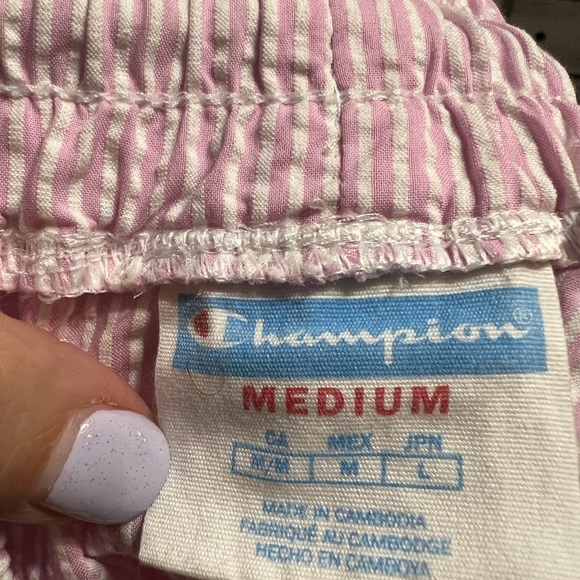 Champion®
MEDIUM
CA MEX JPN
M/M M L
MADE IN CAMBODIA
FABRIQUÉ AU CAMBODGE
HECHO EN CAMBOYA